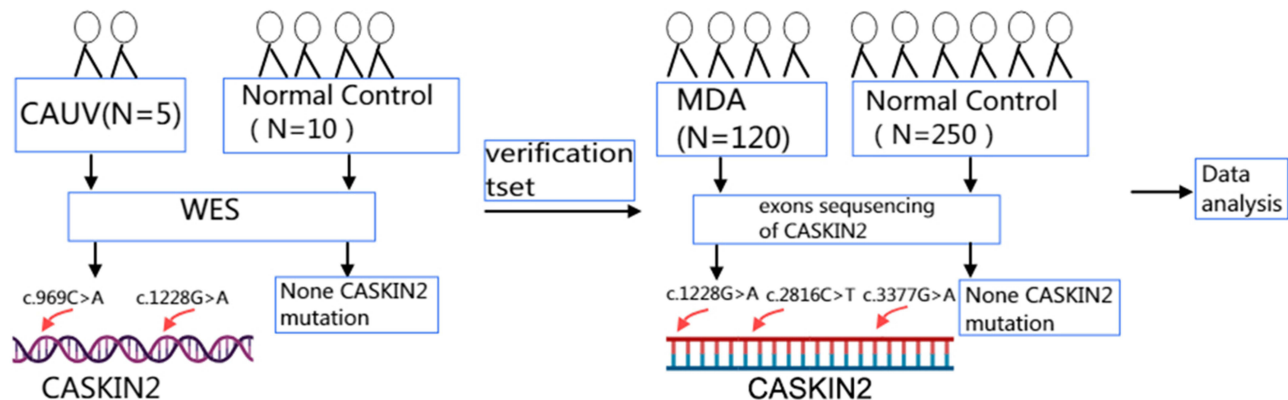 CAUV(N=5)
Normal Control
( N=10 )
WES
c.969C>A
c.1228G>A
None CASKIN2
mutation
CASKIN2
verification
tset
MDA
(N=120)
Normal Control
( N=250 )
exons sequsencing
of CASKIN2
c.1228G>A
c.2816C>T
c.3377G>A
None CASKIN2
mutation
CASKIN2
Data
analysis